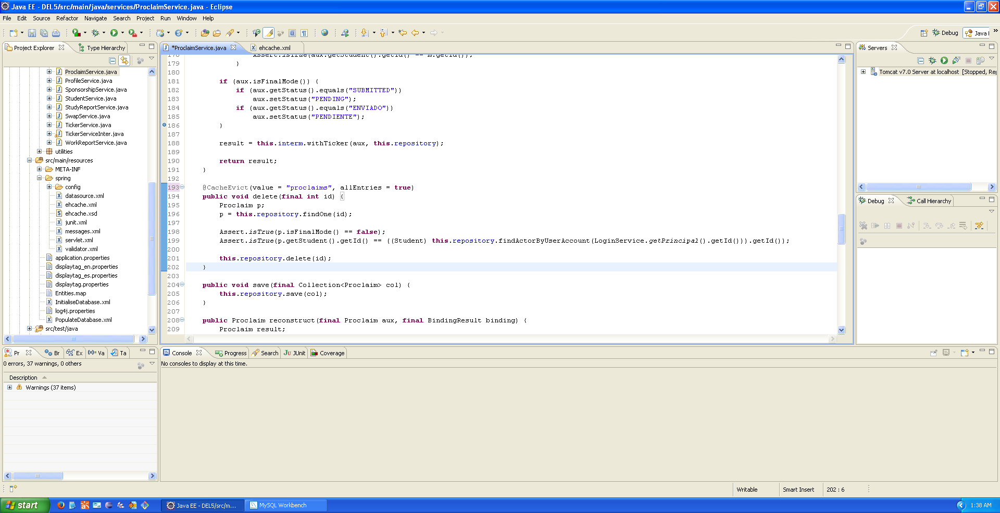 Java EE - DEL5/src/main/java/services/ProclaimService.java - Eclipse
File Edit Source Refactor Navigate Search Project Run Window Help
Debug Java
Project Explorer Type Hierarchy
ProclaimService.java
ProfileService.java
SponsorshipService.java
StudentService.java
StudyReportService.java
SwapService.java
TickerService.java
TickerServiceInter.java
WorkReportService.java
utilities
src/main/resources
META-INF
spring
config
datasource.xml
ehcache.xml
ehcache.xsd
junit.xml
messages.xml
servlet.xml
validator.xml
application.properties
displaytag_en.properties
displaytag_es.properties
displaytag.properties
Entities.map
InitialiseDatabase.xml
log4j.properties
PopulateDatabase.xml
src/test/java
*ProclaimService.java ehcache.xml
178 Assert.isTrue(aux.getStudent().getId() == m.getId());
179 }
180
181 if (aux.isFinalMode()) {
182 if (aux.getStatus().equals("SUBMITTED"))
183 aux.setStatus("PENDING");
184 if (aux.getStatus().equals("ENVIADO"))
185 aux.setStatus("PENDIENTE");
186 }
187
188 result = this.interm.withTicker(aux, this.repository);
189
190 return result;
191 }
192
193 @CacheEvict(value = "proclaims", allEntries = true)
194 public void delete(final int id) {
195 Proclaim p;
196 p = this.repository.findOne(id);
197
198 Assert.isTrue(p.isFinalMode() == false);
199 Assert.isTrue(p.getStudent().getId() == ((Student) this.repository.findActorByUserAccount(LoginService.getPrincipal().getId())).getId());
200
201 this.repository.delete(id);
202 }
203
204 public void save(final Collection<Proclaim> col) {
205 this.repository.save(col);
206 }
207
208 public Proclaim reconstruct(final Proclaim aux, final BindingResult binding) {
209 Proclaim result;
Servers
Tomcat v7.0 Server at localhost [Stopped, Re
Debug Call Hierarchy
Pr Br Ex (x)= Va Ta
0 errors, 37 warnings, 0 others
Description
Warnings (37 items)
Console Progress Search JUnit Coverage
No consoles to display at this time.
Writable Smart Insert 202 : 6
start Java EE - DEL5/src/m... MySQL Workbench 1:38 AM